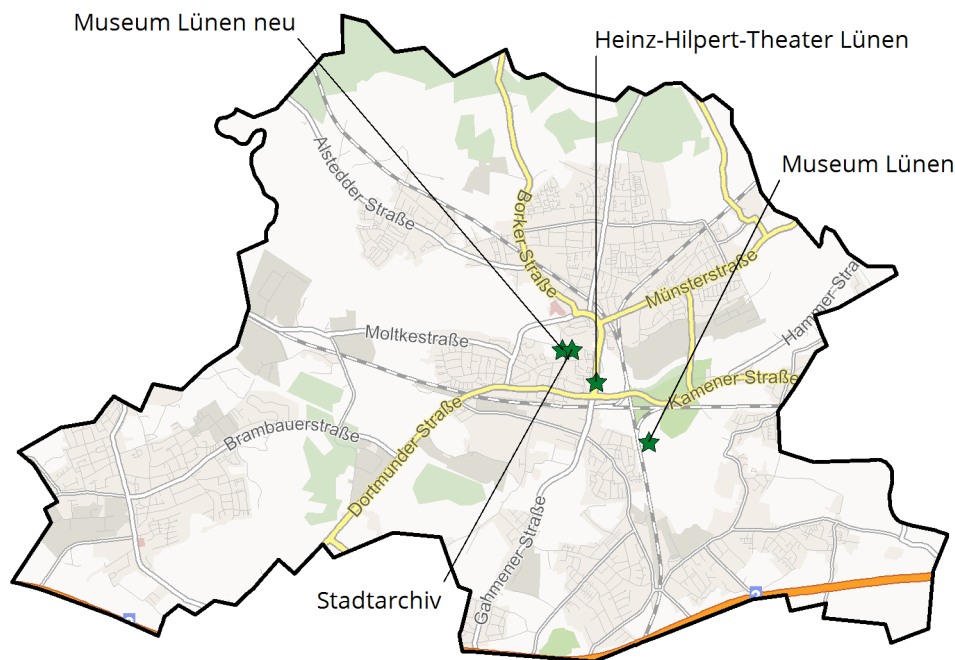 Museum Lünen neu
Heinz-Hilpert-Theater Lünen
Museum Lünen
Alstedder Straße
Borker Straße
Münsterstraße
Hammer Stra
Moltkestraße
Kamener Straße
Brambauerstraße
Dortmunder Straße
Gahmener Straße
Stadtarchiv